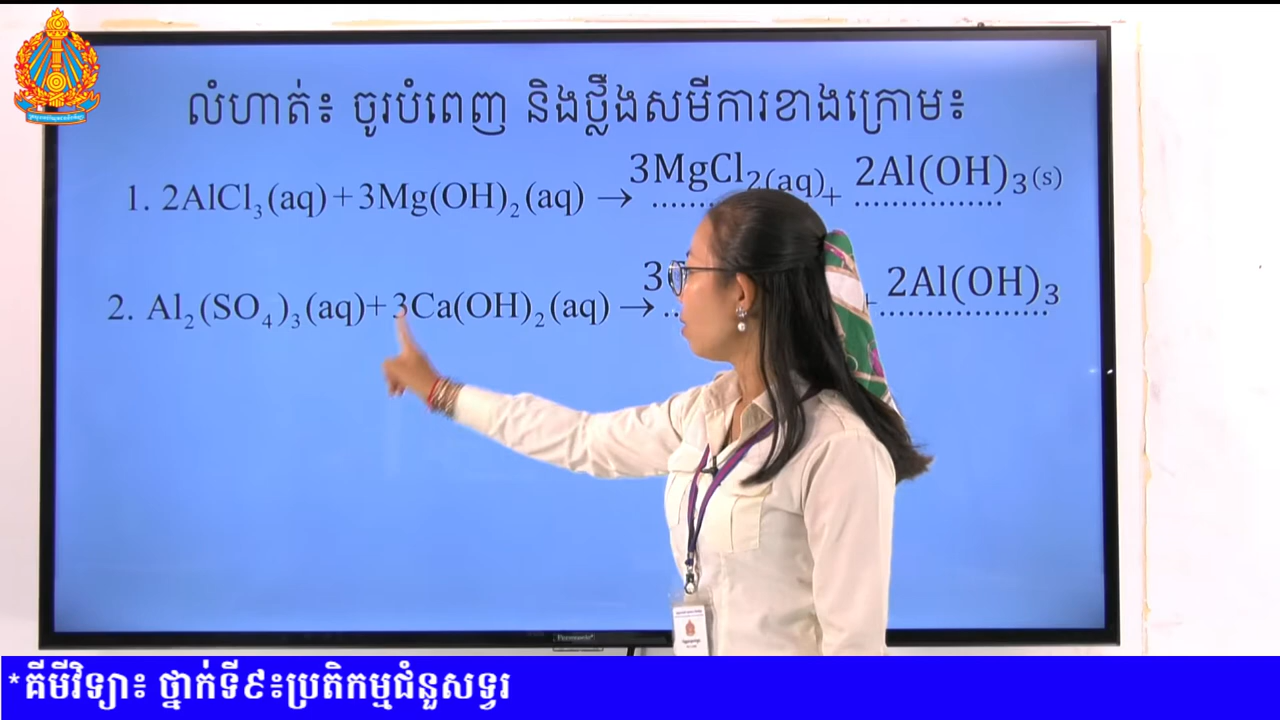 លំហាត់៖ ចូរបំពេញ និងថ្លឹងសមីការខាងក្រោម៖
1. 2AlCl₃(aq) + 3Mg(OH)₂(aq) → 3MgCl₂(aq) + 2Al(OH)₃(s)
2. Al₂(SO₄)₃(aq)+ 3Ca(OH)₂(aq) → 3 + 2Al(OH)₃
*គីមីវិទ្យា៖ ថ្នាក់ទី៩៖ប្រតិកម្មជំនួសទ្វេរ